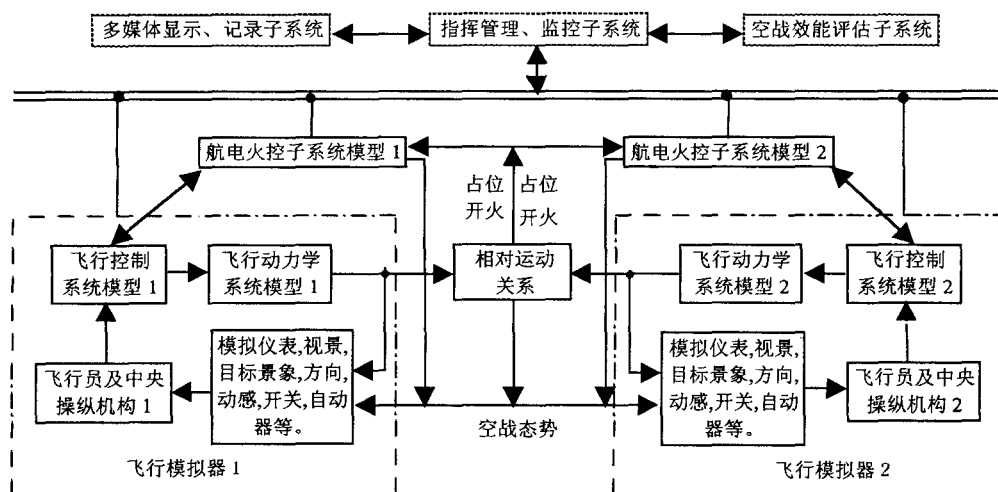 多媒体显示、记录子系统
指挥管理、监控子系统
空战效能评估子系统
航电火控子系统模型 1
航电火控子系统模型 2
占位
开火
占位
开火
飞行控制
系统模型 1
飞行动力学
系统模型 1
相对运动
关系
飞行动力学
系统模型 2
飞行控制
系统模型 2
飞行员及中央
操纵机构 1
模拟仪表,视景,
目标景象,方向,
动感,开关,自动
器等。
空战态势
模拟仪表,视景,
目标景象,方向,
动感,开关,自动
器等。
飞行员及中央
操纵机构 2
飞行模拟器 1
飞行模拟器 2